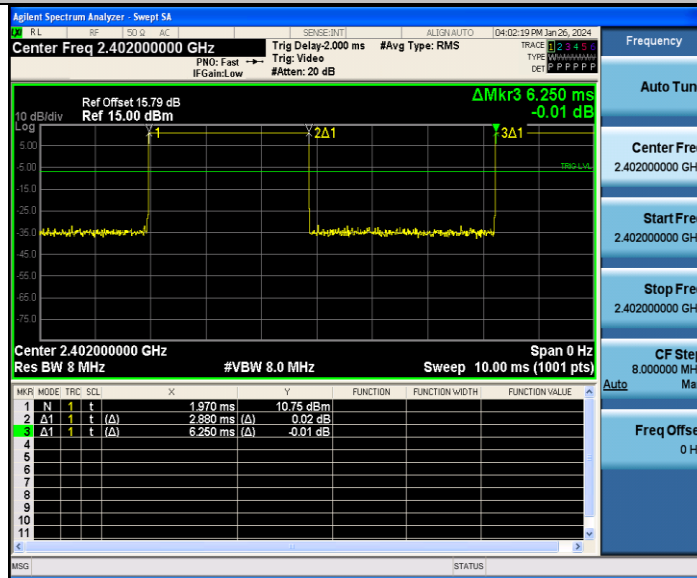 Agilent Spectrum Analyzer - Swept SA
RL RF 50 Ω AC SENSE:INT ALIGN AUTO 04:02:19 PM Jan 26, 2024
Center Freq 2.402000000 GHz
PNO: Fast
IFGain:Low
Trig Delay-2.000 ms
Trig: Video
#Atten: 20 dB
#Avg Type: RMS
TRACE 1 2 3 4 5 6
TYPE WWWWWW
DET P P P P P P
Ref Offset 15.79 dB
Ref 15.00 dBm
10 dB/div
Log
ΔMkr3 6.250 ms
-0.01 dB
1
2Δ1
3Δ1
TRIG LVL
5.00
-5.00
-15.0
-25.0
-35.0
-45.0
-55.0
-65.0
-75.0
Center 2.402000000 GHz Span 0 Hz
Res BW 8 MHz #VBW 8.0 MHz Sweep 10.00 ms (1001 pts)
MKR MODE TRC SCL X Y FUNCTION FUNCTION WIDTH FUNCTION VALUE
1 N 1 t 1.970 ms 10.75 dBm
2 Δ1 1 t (Δ) 2.880 ms (Δ) 0.02 dB
3 Δ1 1 t (Δ) 6.250 ms (Δ) -0.01 dB
4
5
6
7
8
9
10
11
MSG STATUS
Frequency
Auto Tun
Center Fre
2.402000000 GH
Start Fre
2.402000000 GH
Stop Fre
2.402000000 GH
CF Step
8.000000 MH
Auto Ma
Freq Offse
0 H